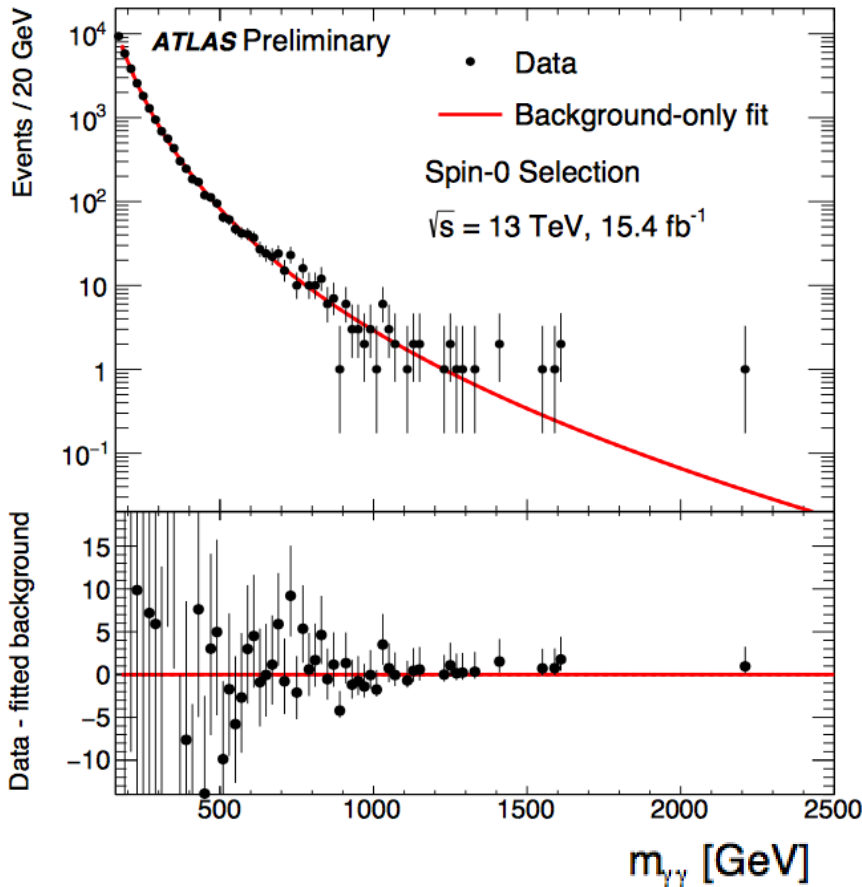 ATLAS Preliminary
Data
Background-only fit
Spin-0 Selection
√s = 13 TeV, 15.4 fb⁻¹
Events / 20 GeV
10⁴
10³
10²
10
1
10⁻¹
Data - fitted background
15
10
5
0
−5
−10
500 1000 1500 2000 2500
m_γγ [GeV]